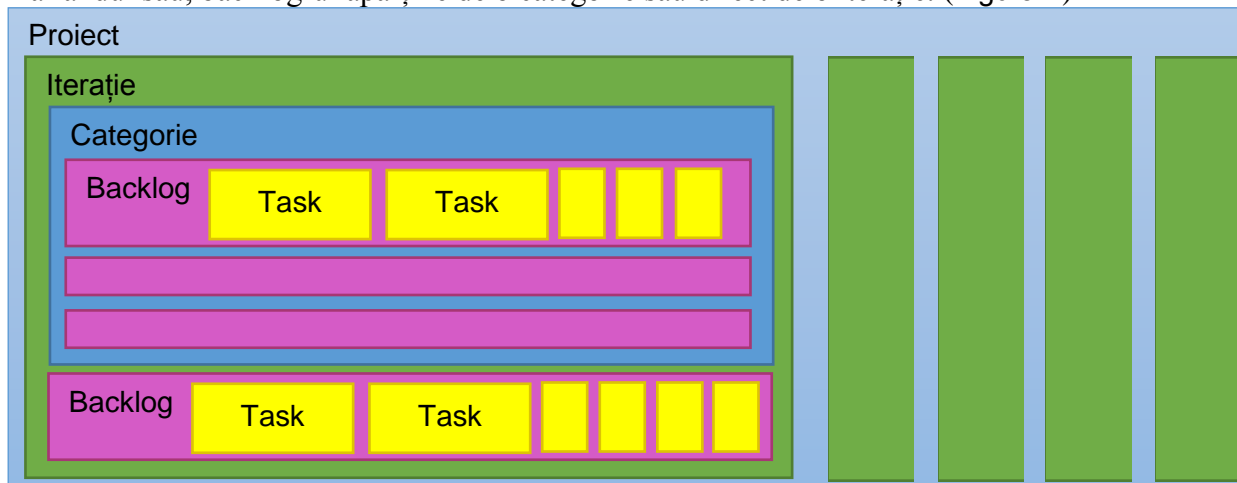 Proiect
Iterație
Categorie
Backlog Task Task
Backlog Task Task